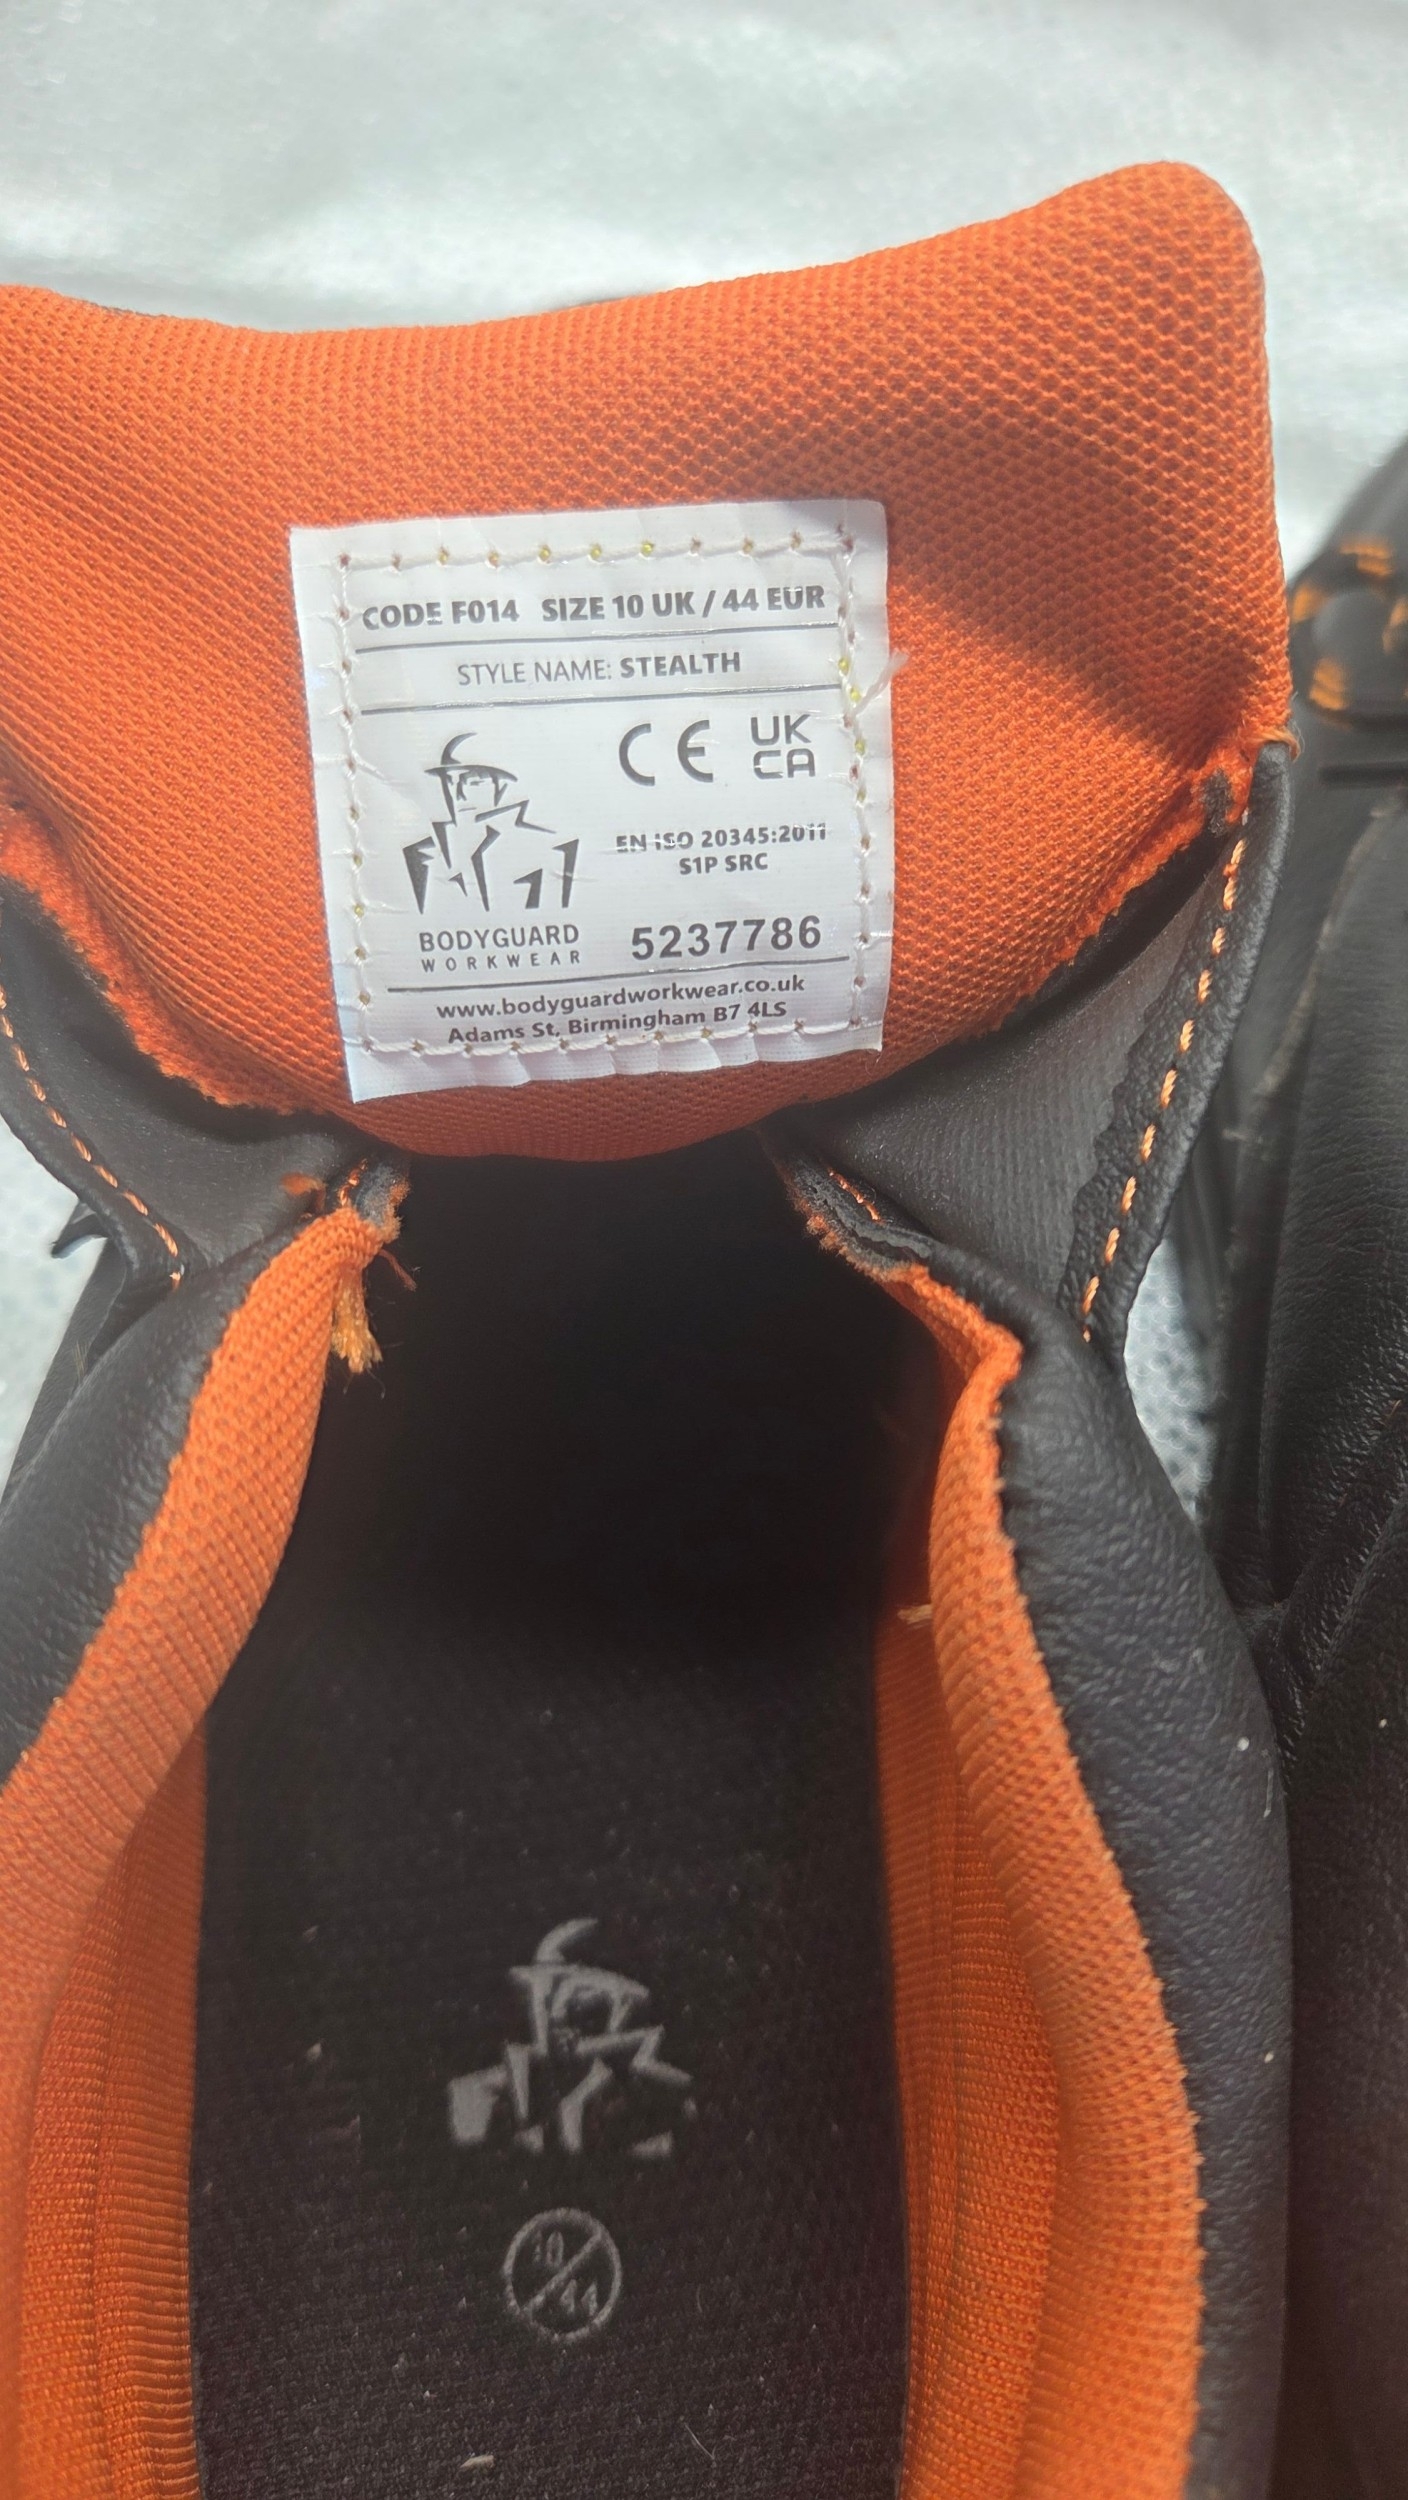 CODE F014 SIZE 10 UK / 44 EUR
STYLE NAME: STEALTH
CE UK CA
EN ISO 20345:2011
S1P SRC
BODYGUARD
WORKWEAR
5237786
www.bodyguardworkwear.co.uk
Adams St, Birmingham B7 4LS
10
44